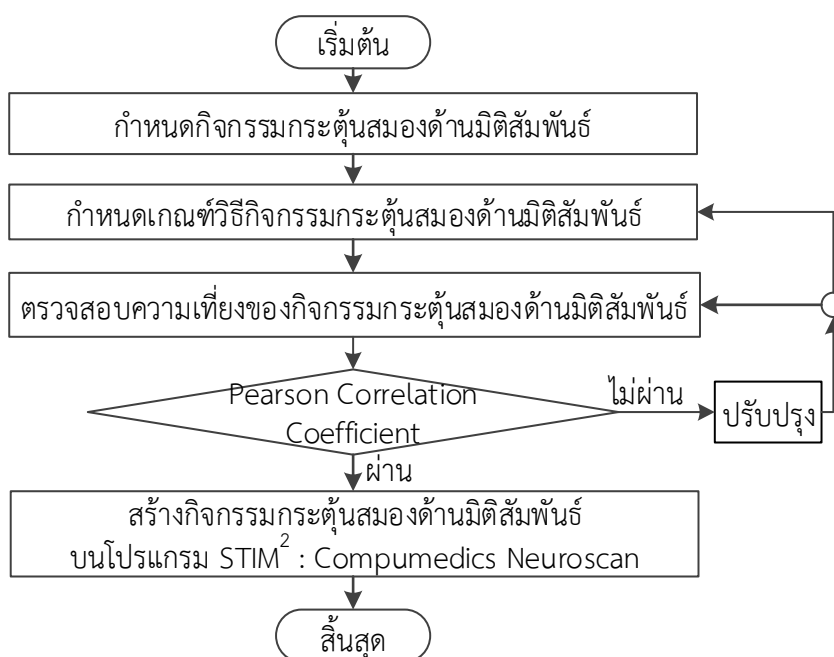 เริ่มต้น
กำหนดกิจกรรมกระตุ้นสมองด้านมิติสัมพันธ์
กำหนดเกณฑ์วิธีกิจกรรมกระตุ้นสมองด้านมิติสัมพันธ์
ตรวจสอบความเที่ยงของกิจกรรมกระตุ้นสมองด้านมิติสัมพันธ์
Pearson Correlation
Coefficient
ไม่ผ่าน
ปรับปรุง
ผ่าน
สร้างกิจกรรมกระตุ้นสมองด้านมิติสัมพันธ์
บนโปรแกรม STIM² : Compumedics Neuroscan
สิ้นสุด